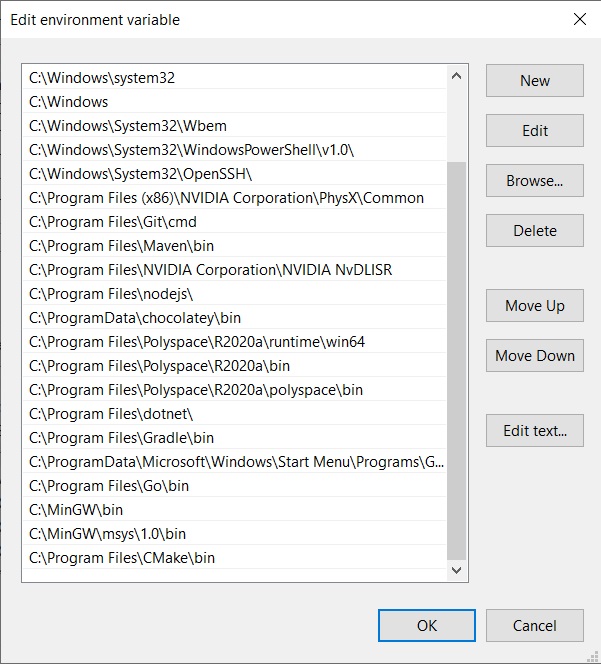 Edit environment variable
C:\Windows\system32
C:\Windows
C:\Windows\System32\Wbem
C:\Windows\System32\WindowsPowerShell\v1.0\
C:\Windows\System32\OpenSSH\
C:\Program Files (x86)\NVIDIA Corporation\PhysX\Common
C:\Program Files\Git\cmd
C:\Program Files\Maven\bin
C:\Program Files\NVIDIA Corporation\NVIDIA NvDLISR
C:\Program Files\nodejs\
C:\ProgramData\chocolatey\bin
C:\Program Files\Polyspace\R2020a\runtime\win64
C:\Program Files\Polyspace\R2020a\bin
C:\Program Files\Polyspace\R2020a\polyspace\bin
C:\Program Files\dotnet\
C:\Program Files\Gradle\bin
C:\ProgramData\Microsoft\Windows\Start Menu\Programs\G...
C:\Program Files\Go\bin
C:\MinGW\bin
C:\MinGW\msys\1.0\bin
C:\Program Files\CMake\bin
New
Edit
Browse...
Delete
Move Up
Move Down
Edit text...
OK
Cancel